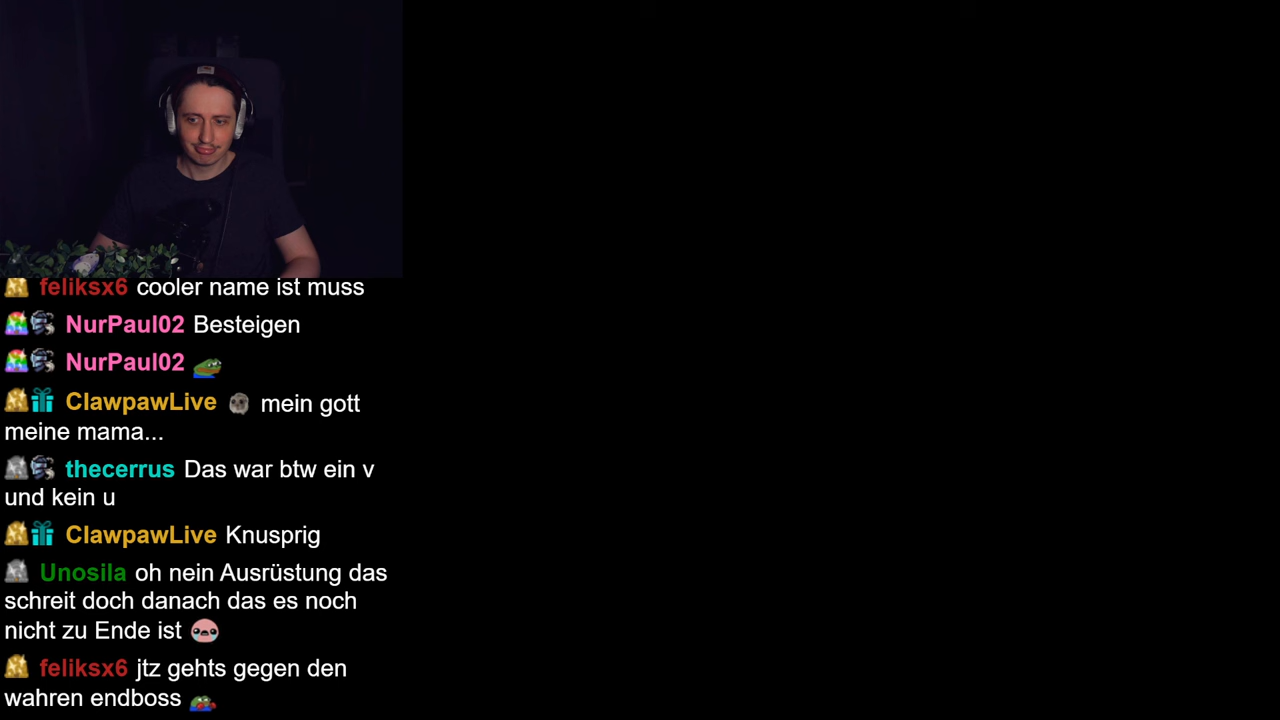 feliksx6 cooler name ist muss
NurPaul02 Besteigen
NurPaul02
ClawpawLive mein gott
meine mama...
thecerrus Das war btw ein v
und kein u
ClawpawLive Knusprig
Unosila oh nein Ausrüstung das
schreit doch danach das es noch
nicht zu Ende ist
feliksx6 jtz gehts gegen den
wahren endboss